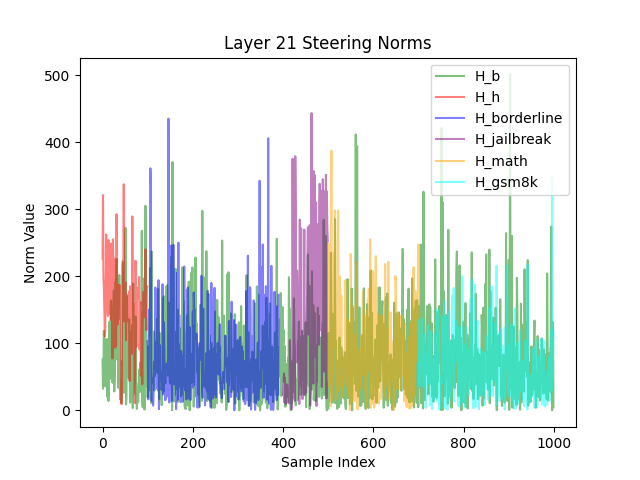 Layer 21 Steering Norms
H_b
H_h
H_borderline
H_jailbreak
H_math
H_gsm8k
Norm Value
500
400
300
200
100
0
0
200
400
600
800
1000
Sample Index